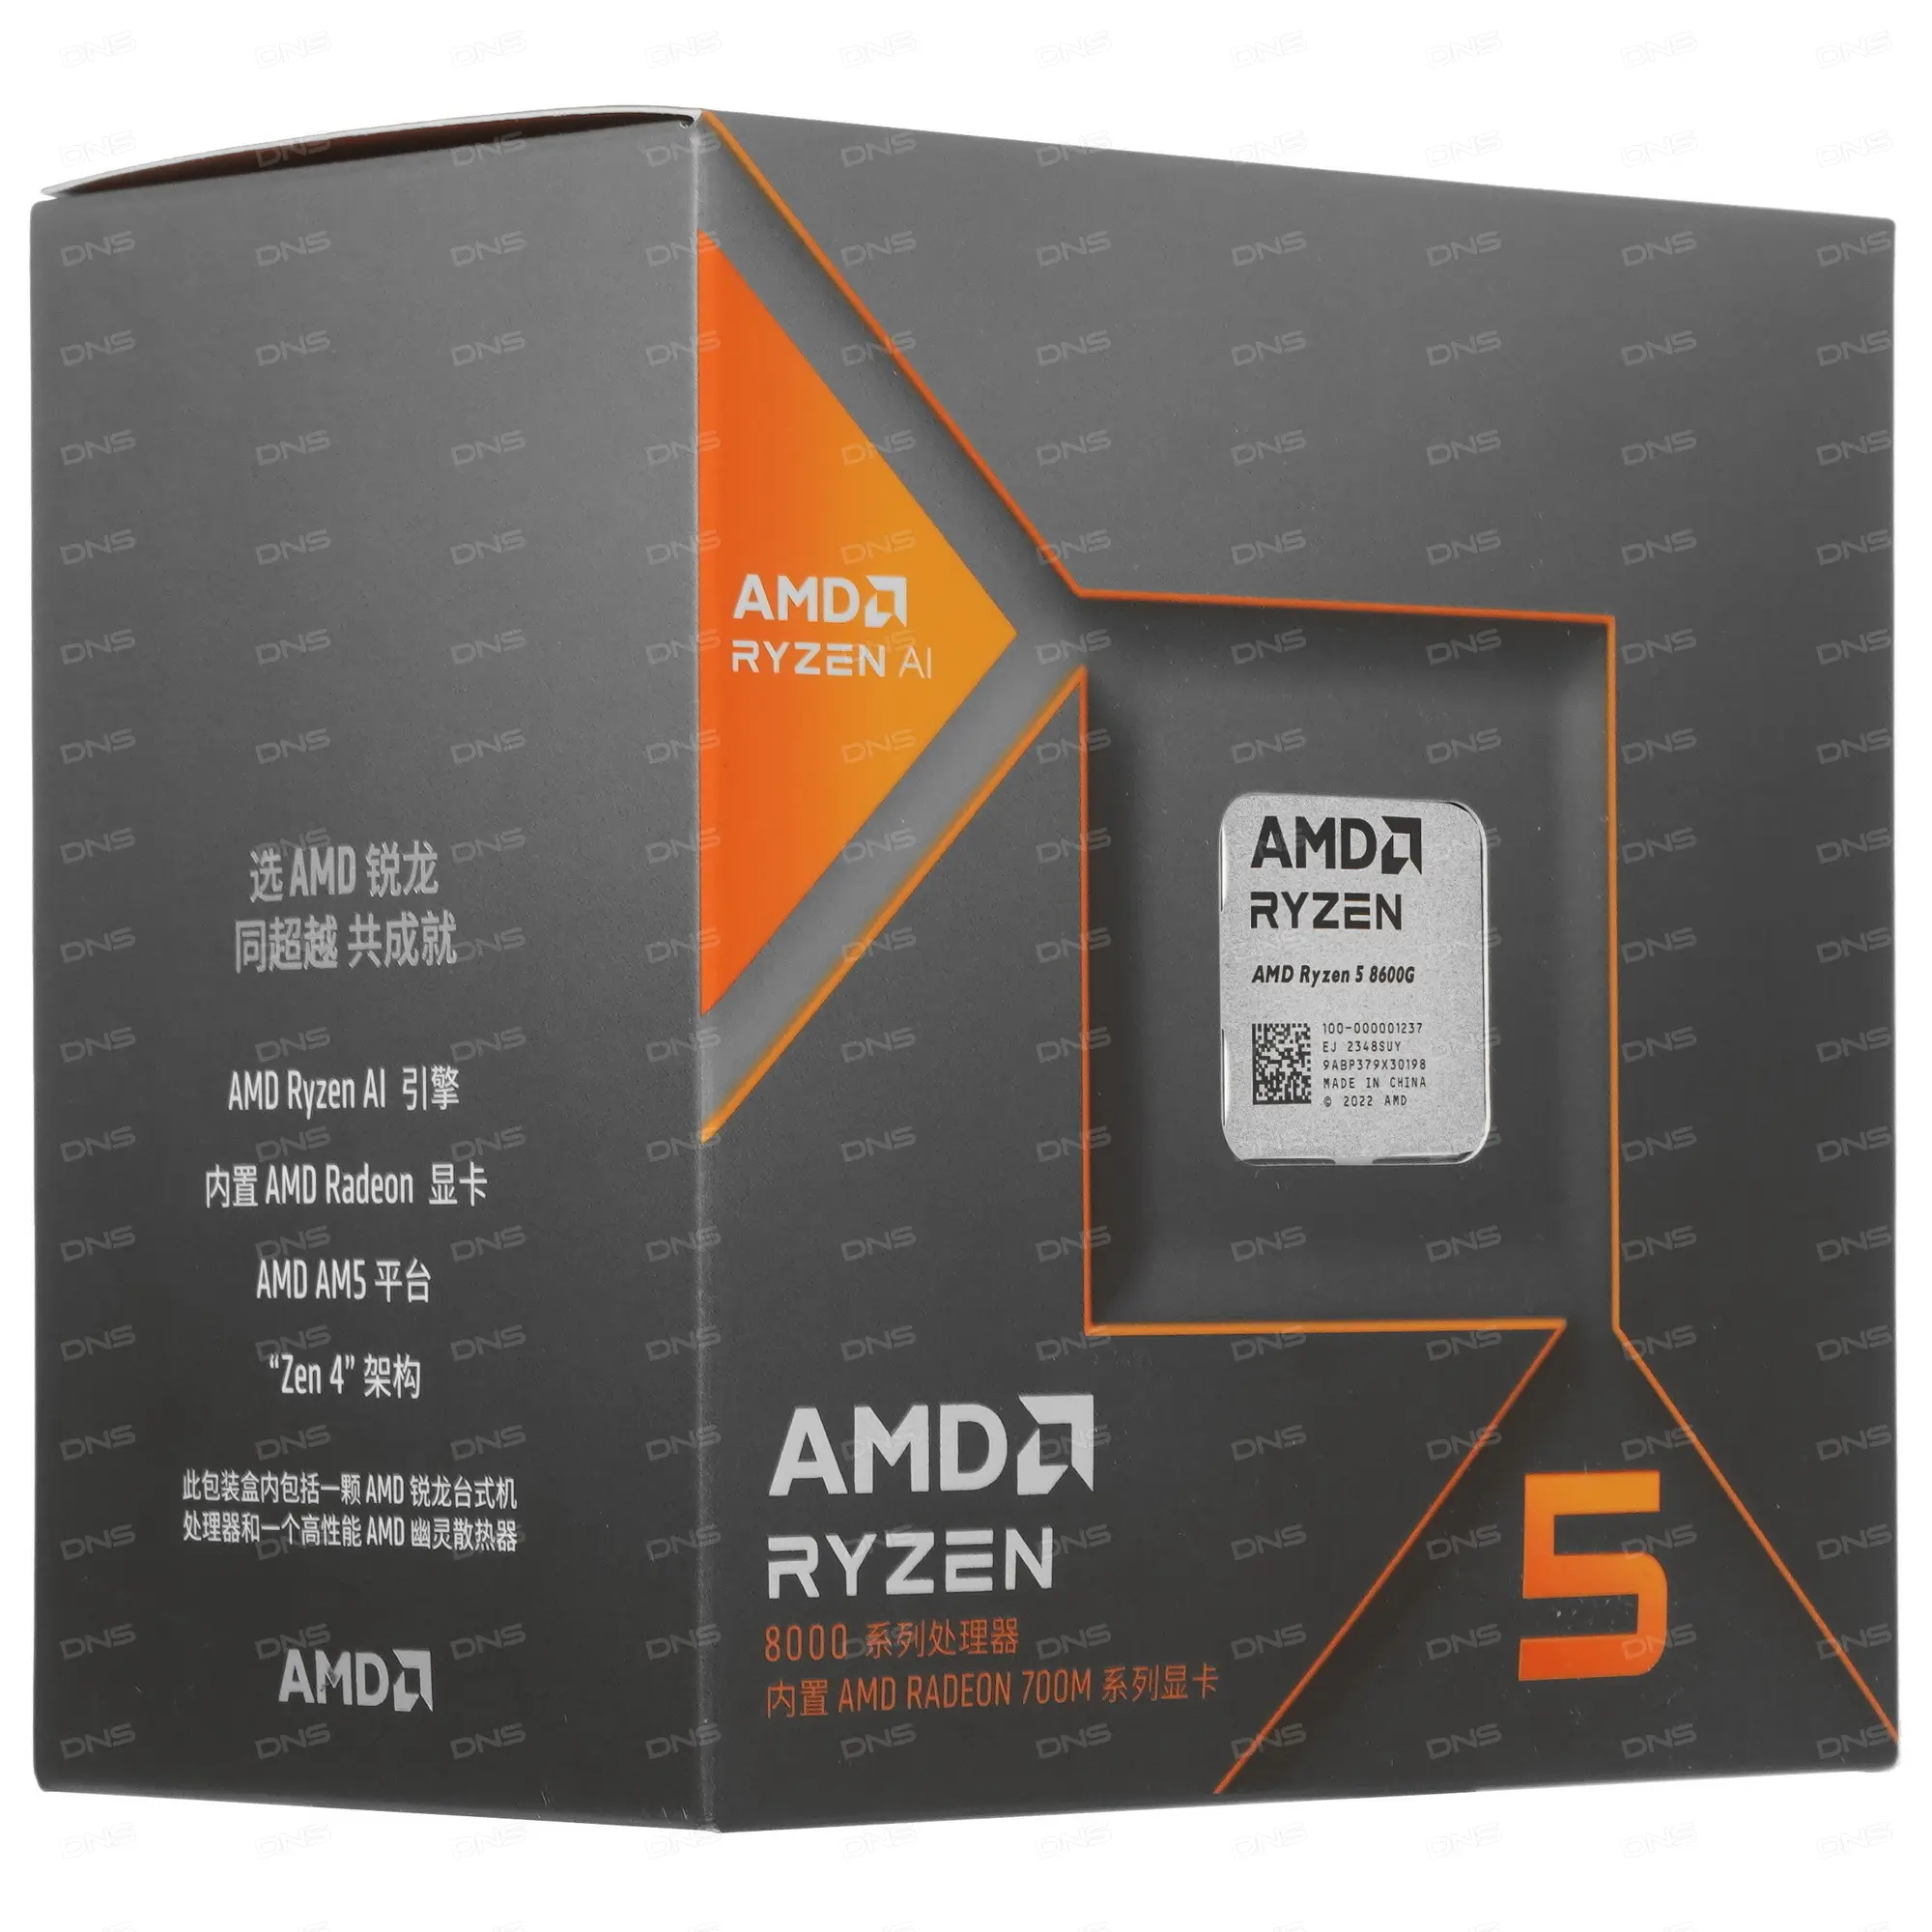 选AMD 锐龙
同超越 共成就
AMD Ryzen AI 引擎
内置 AMD Radeon 显卡
AMD AM5 平台
“Zen 4” 架构
此包装盒内包括一颗 AMD 锐龙台式机
处理器和一个高性能 AMD 幽灵散热器
AMD
AMD
RYZEN AI
AMD
RYZEN
AMD Ryzen 5 8600G
100-000001237
EJ 2348SUY
9ABP379X30198
MADE IN CHINA
© 2022 AMD
AMD
RYZEN
8000 系列处理器
内置 AMD RADEON 700M 系列显卡
5
DNS